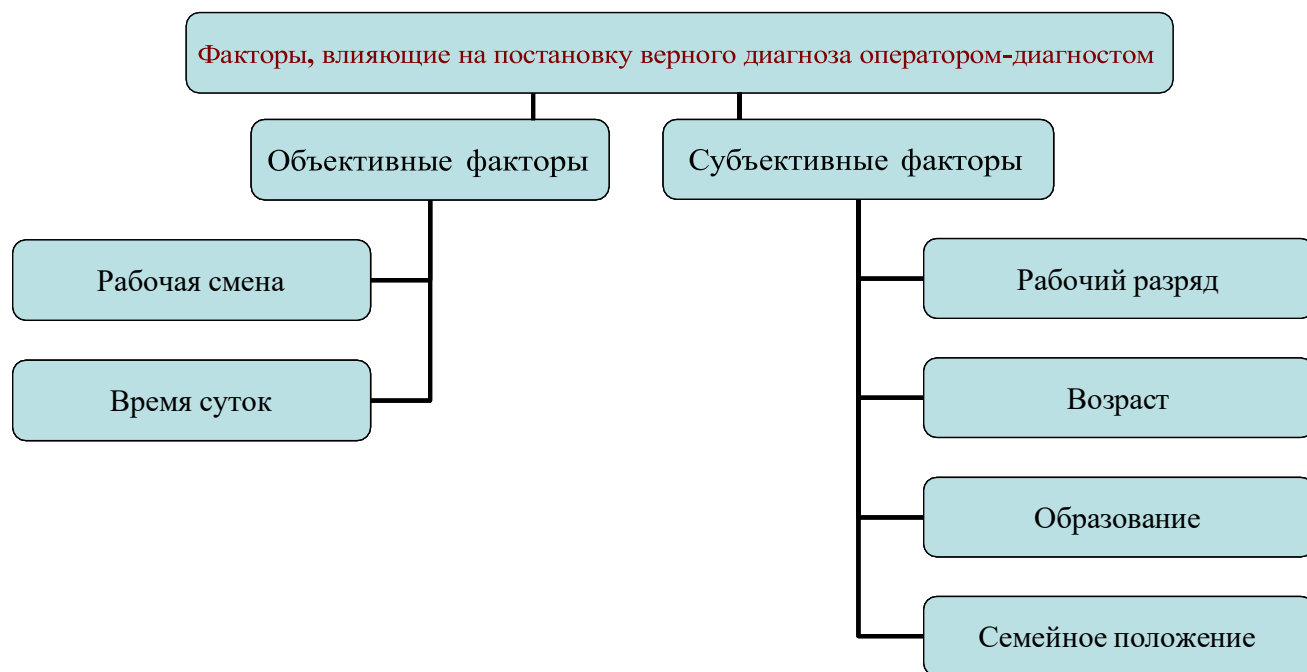 Факторы, влияющие на постановку верного диагноза оператором-диагностом
Объективные факторы
Субъективные факторы
Рабочая смена
Время суток
Рабочий разряд
Возраст
Образование
Семейное положение